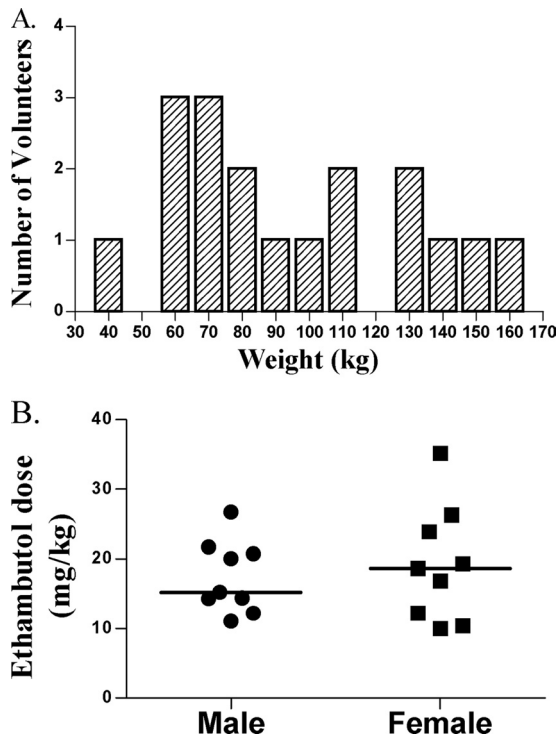 A.
Number of Volunteers
4
3
2
1
0
30 40 50 60 70 80 90 100 110 120 130 140 150 160 170
Weight (kg)
B.
Ethambutol dose
(mg/kg)
40
30
20
10
0
Male Female